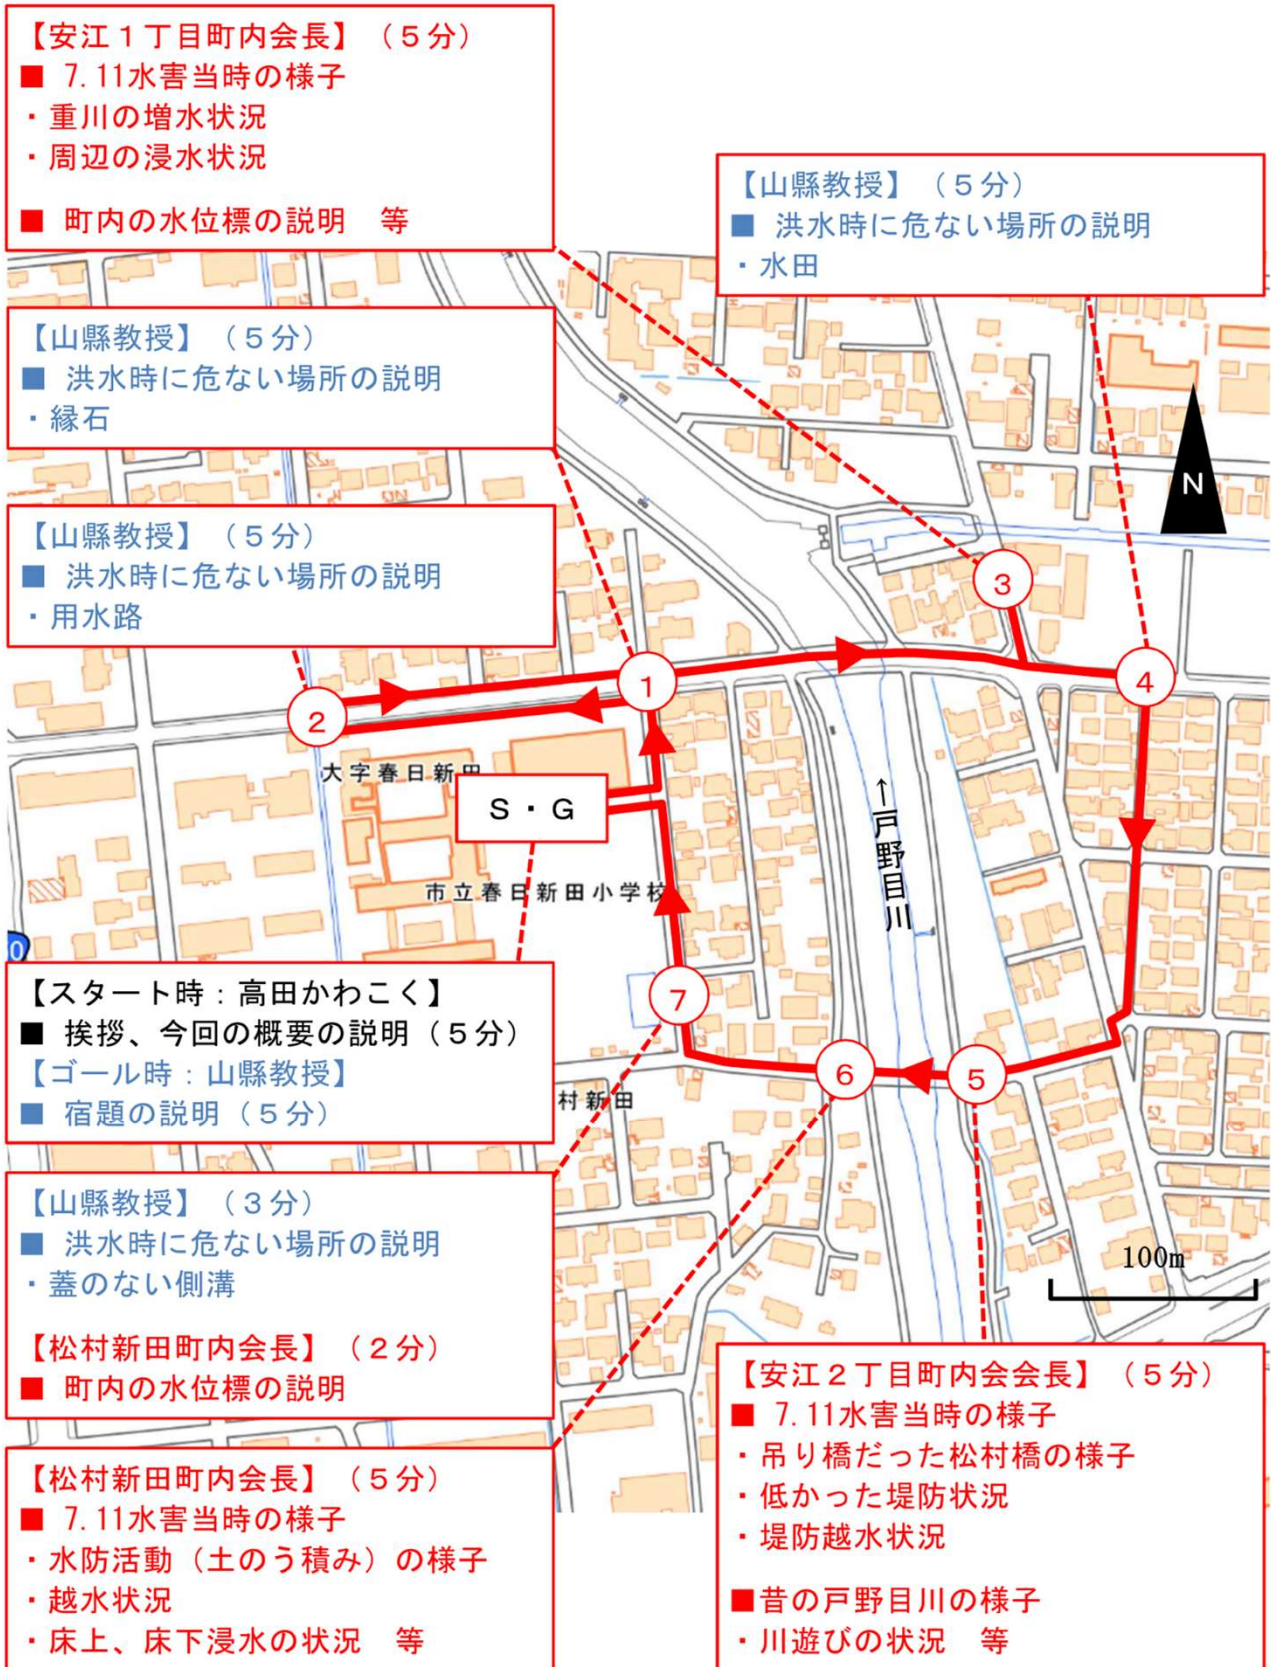 【安江１丁目町内会長】（５分）
■ 7.11水害当時の様子
・重川の増水状況
・周辺の浸水状況
■ 町内の水位標の説明　等
【山縣教授】（５分）
■ 洪水時に危ない場所の説明
・水田
【山縣教授】（５分）
■ 洪水時に危ない場所の説明
・縁石
【山縣教授】（５分）
■ 洪水時に危ない場所の説明
・用水路
N
3
1
4
2
大字春日新田
S・G
←戸野目川
市立春日新田小学校
0
【スタート時：高田かわこく】
■ 挨拶、今回の概要の説明（５分）
【ゴール時：山縣教授】
■ 宿題の説明（５分）
7
6
5
村新田
【山縣教授】（３分）
■ 洪水時に危ない場所の説明
・蓋のない側溝
【松村新田町内会長】（２分）
■ 町内の水位標の説明
100m
【安江２丁目町内会会長】（５分）
■ 7.11水害当時の様子
・吊り橋だった松村橋の様子
・低かった堤防状況
・堤防越水状況
■昔の戸野目川の様子
・川遊びの状況　等
【松村新田町内会長】（５分）
■ 7.11水害当時の様子
・水防活動（土のう積み）の様子
・越水状況
・床上、床下浸水の状況　等